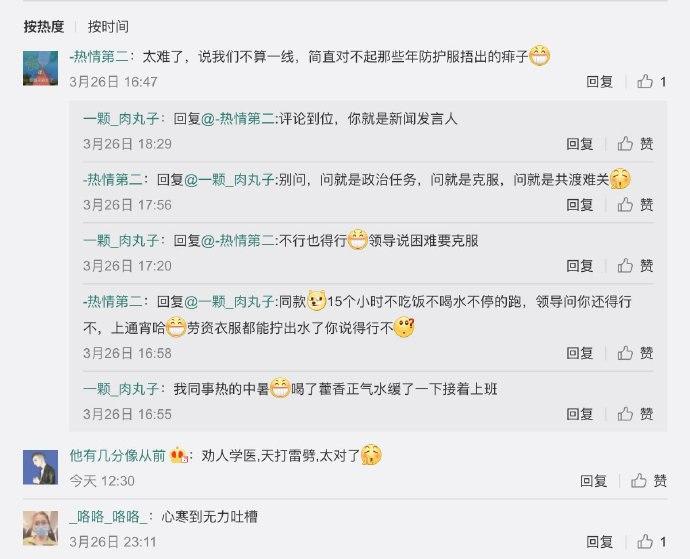 按热度 | 按时间
-热情第二：太难了，说我们不算一线，简直对不起那些年防护服捂出的痱子
3月26日 16:47
回复 1
一颗_肉丸子：回复@-热情第二:评论到位，你就是新闻发言人
3月26日 18:29
回复 赞
-热情第二：回复@一颗_肉丸子:别问，问就是政治任务，问就是克服，问就是共渡难关
3月26日 17:56
回复 赞
一颗_肉丸子：回复@-热情第二:不行也得行领导说困难要克服
3月26日 17:20
回复 赞
-热情第二：回复@一颗_肉丸子:同款15个小时不吃饭不喝水不停的跑，领导问你还得行
不，上通宵哈劳资衣服都能拧出水了你说得行不
3月26日 16:58
回复 赞
一颗_肉丸子：我同事热的中暑喝了藿香正气水缓了一下接着上班
3月26日 16:55
回复 赞
他有几分像从前：劝人学医,天打雷劈,太对了
今天 12:30
回复 赞
_咯咯_咯咯_：心寒到无力吐槽
3月26日 23:11
回复 1